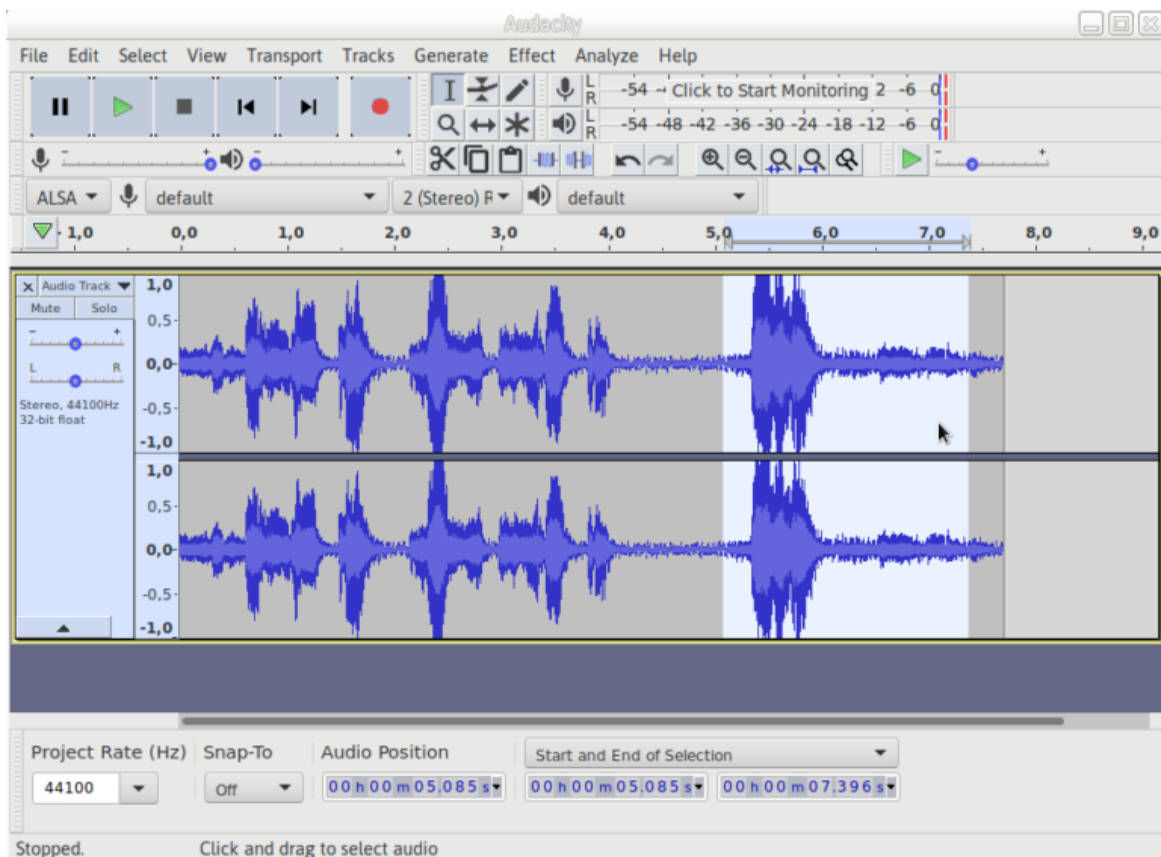 Audacity
File Edit Select View Transport Tracks Generate Effect Analyze Help
L R -54 -4 Click to Start Monitoring 2 -6 0
L R -54 -48 -42 -36 -30 -24 -18 -12 -6 0
- + - + - +
ALSA default 2 (Stereo) R default
- 1,0 0,0 1,0 2,0 3,0 4,0 5,0 6,0 7,0 8,0 9,0
X Audio Track
Mute Solo
- +
L R
Stereo, 44100Hz
32-bit float
1,0
0,5-
0,0-
-0,5-
-1,0
1,0
0,5-
0,0-
-0,5-
-1,0
Project Rate (Hz) Snap-To Audio Position Start and End of Selection
44100 Off 00 h 00 m 05.085 s 00 h 00 m 05.085 s 00 h 00 m 07.396 s
Stopped. Click and drag to select audio